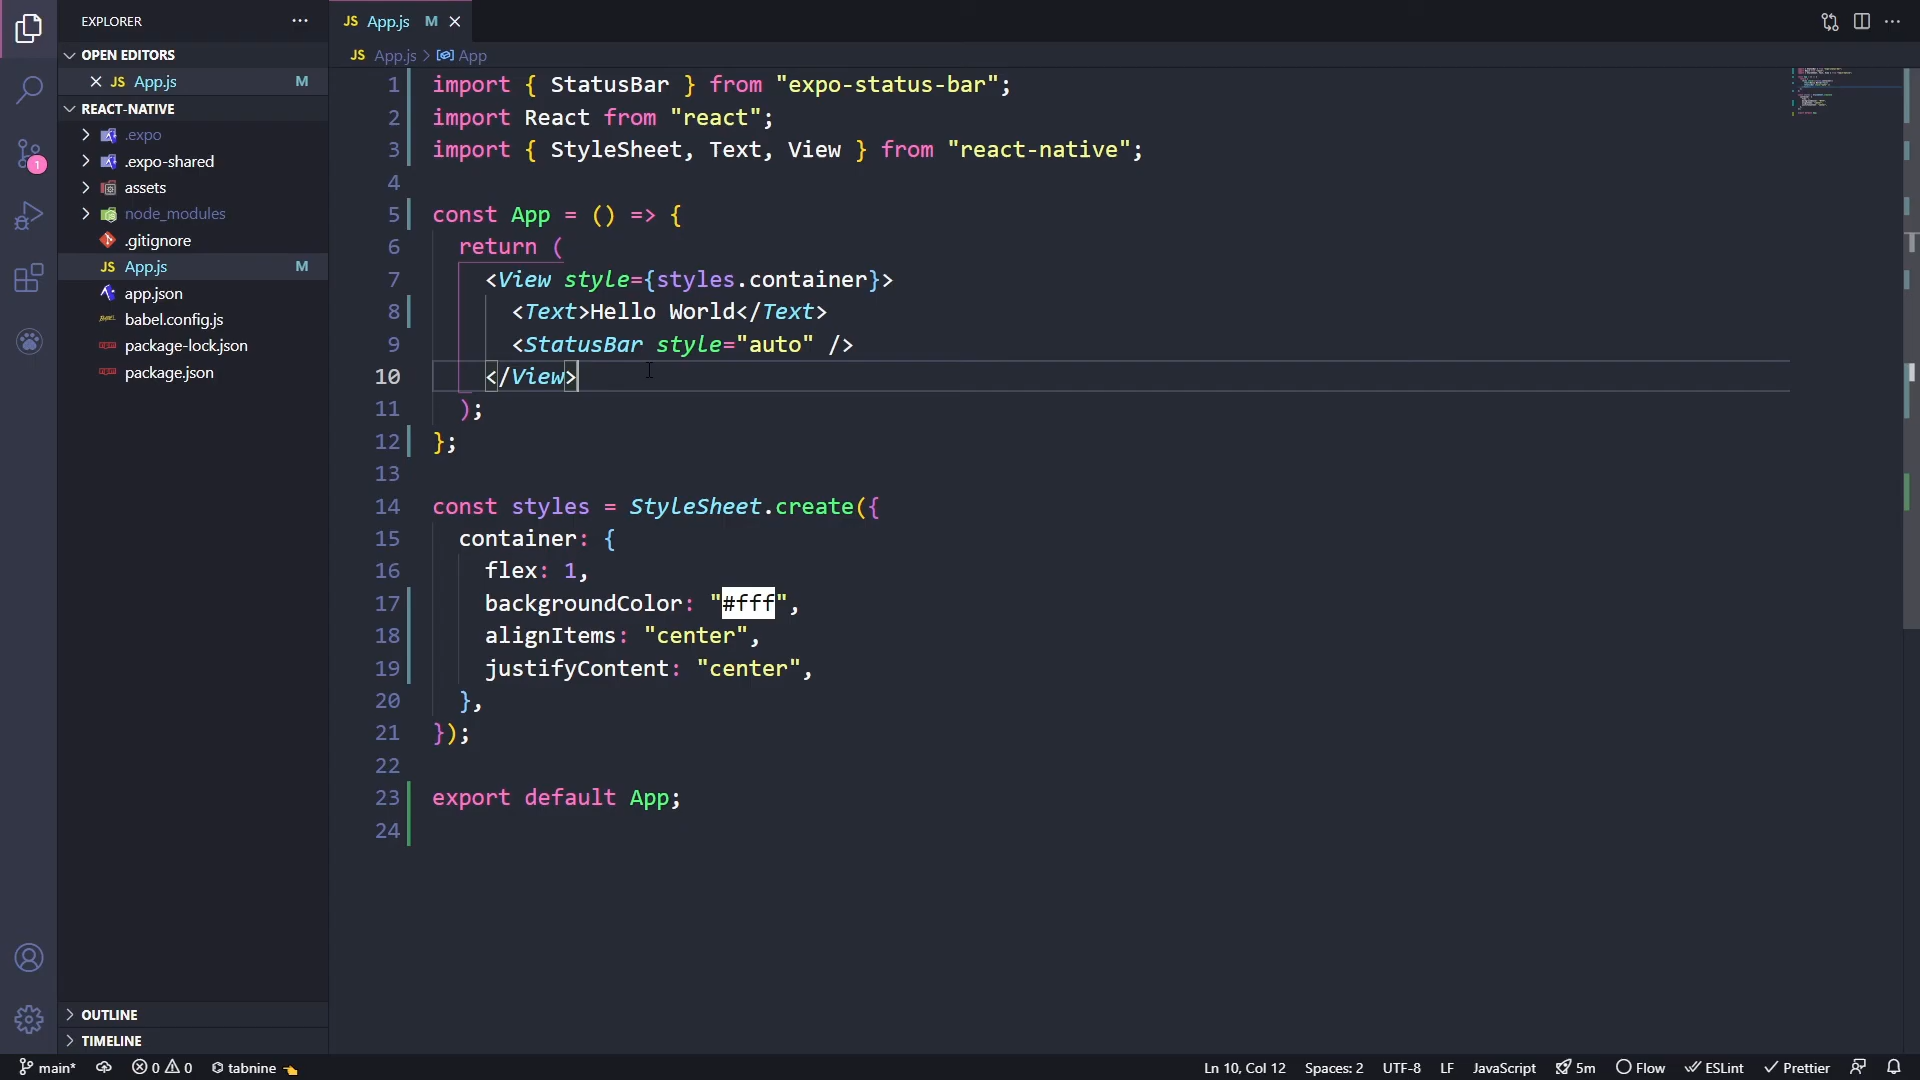 EXPLORER
OPEN EDITORS
JS App.js M
REACT-NATIVE
.expo
.expo-shared
assets
node_modules
.gitignore
JS App.js M
app.json
babel.config.js
package-lock.json
package.json
OUTLINE
TIMELINE
1
JS App.js M
JS App.js > App
1 import { StatusBar } from "expo-status-bar";
2 import React from "react";
3 import { StyleSheet, Text, View } from "react-native";
4
5 const App = () => {
6 return (
7 <View style={styles.container}>
8 <Text>Hello World</Text>
9 <StatusBar style="auto" />
10 </View>
11 );
12 };
13
14 const styles = StyleSheet.create({
15 container: {
16 flex: 1,
17 backgroundColor: "#fff",
18 alignItems: "center",
19 justifyContent: "center",
20 },
21 });
22
23 export default App;
24
main* 0 0 tabnine Ln 10, Col 12 Spaces: 2 UTF-8 LF JavaScript 5m Flow ESLint Prettier